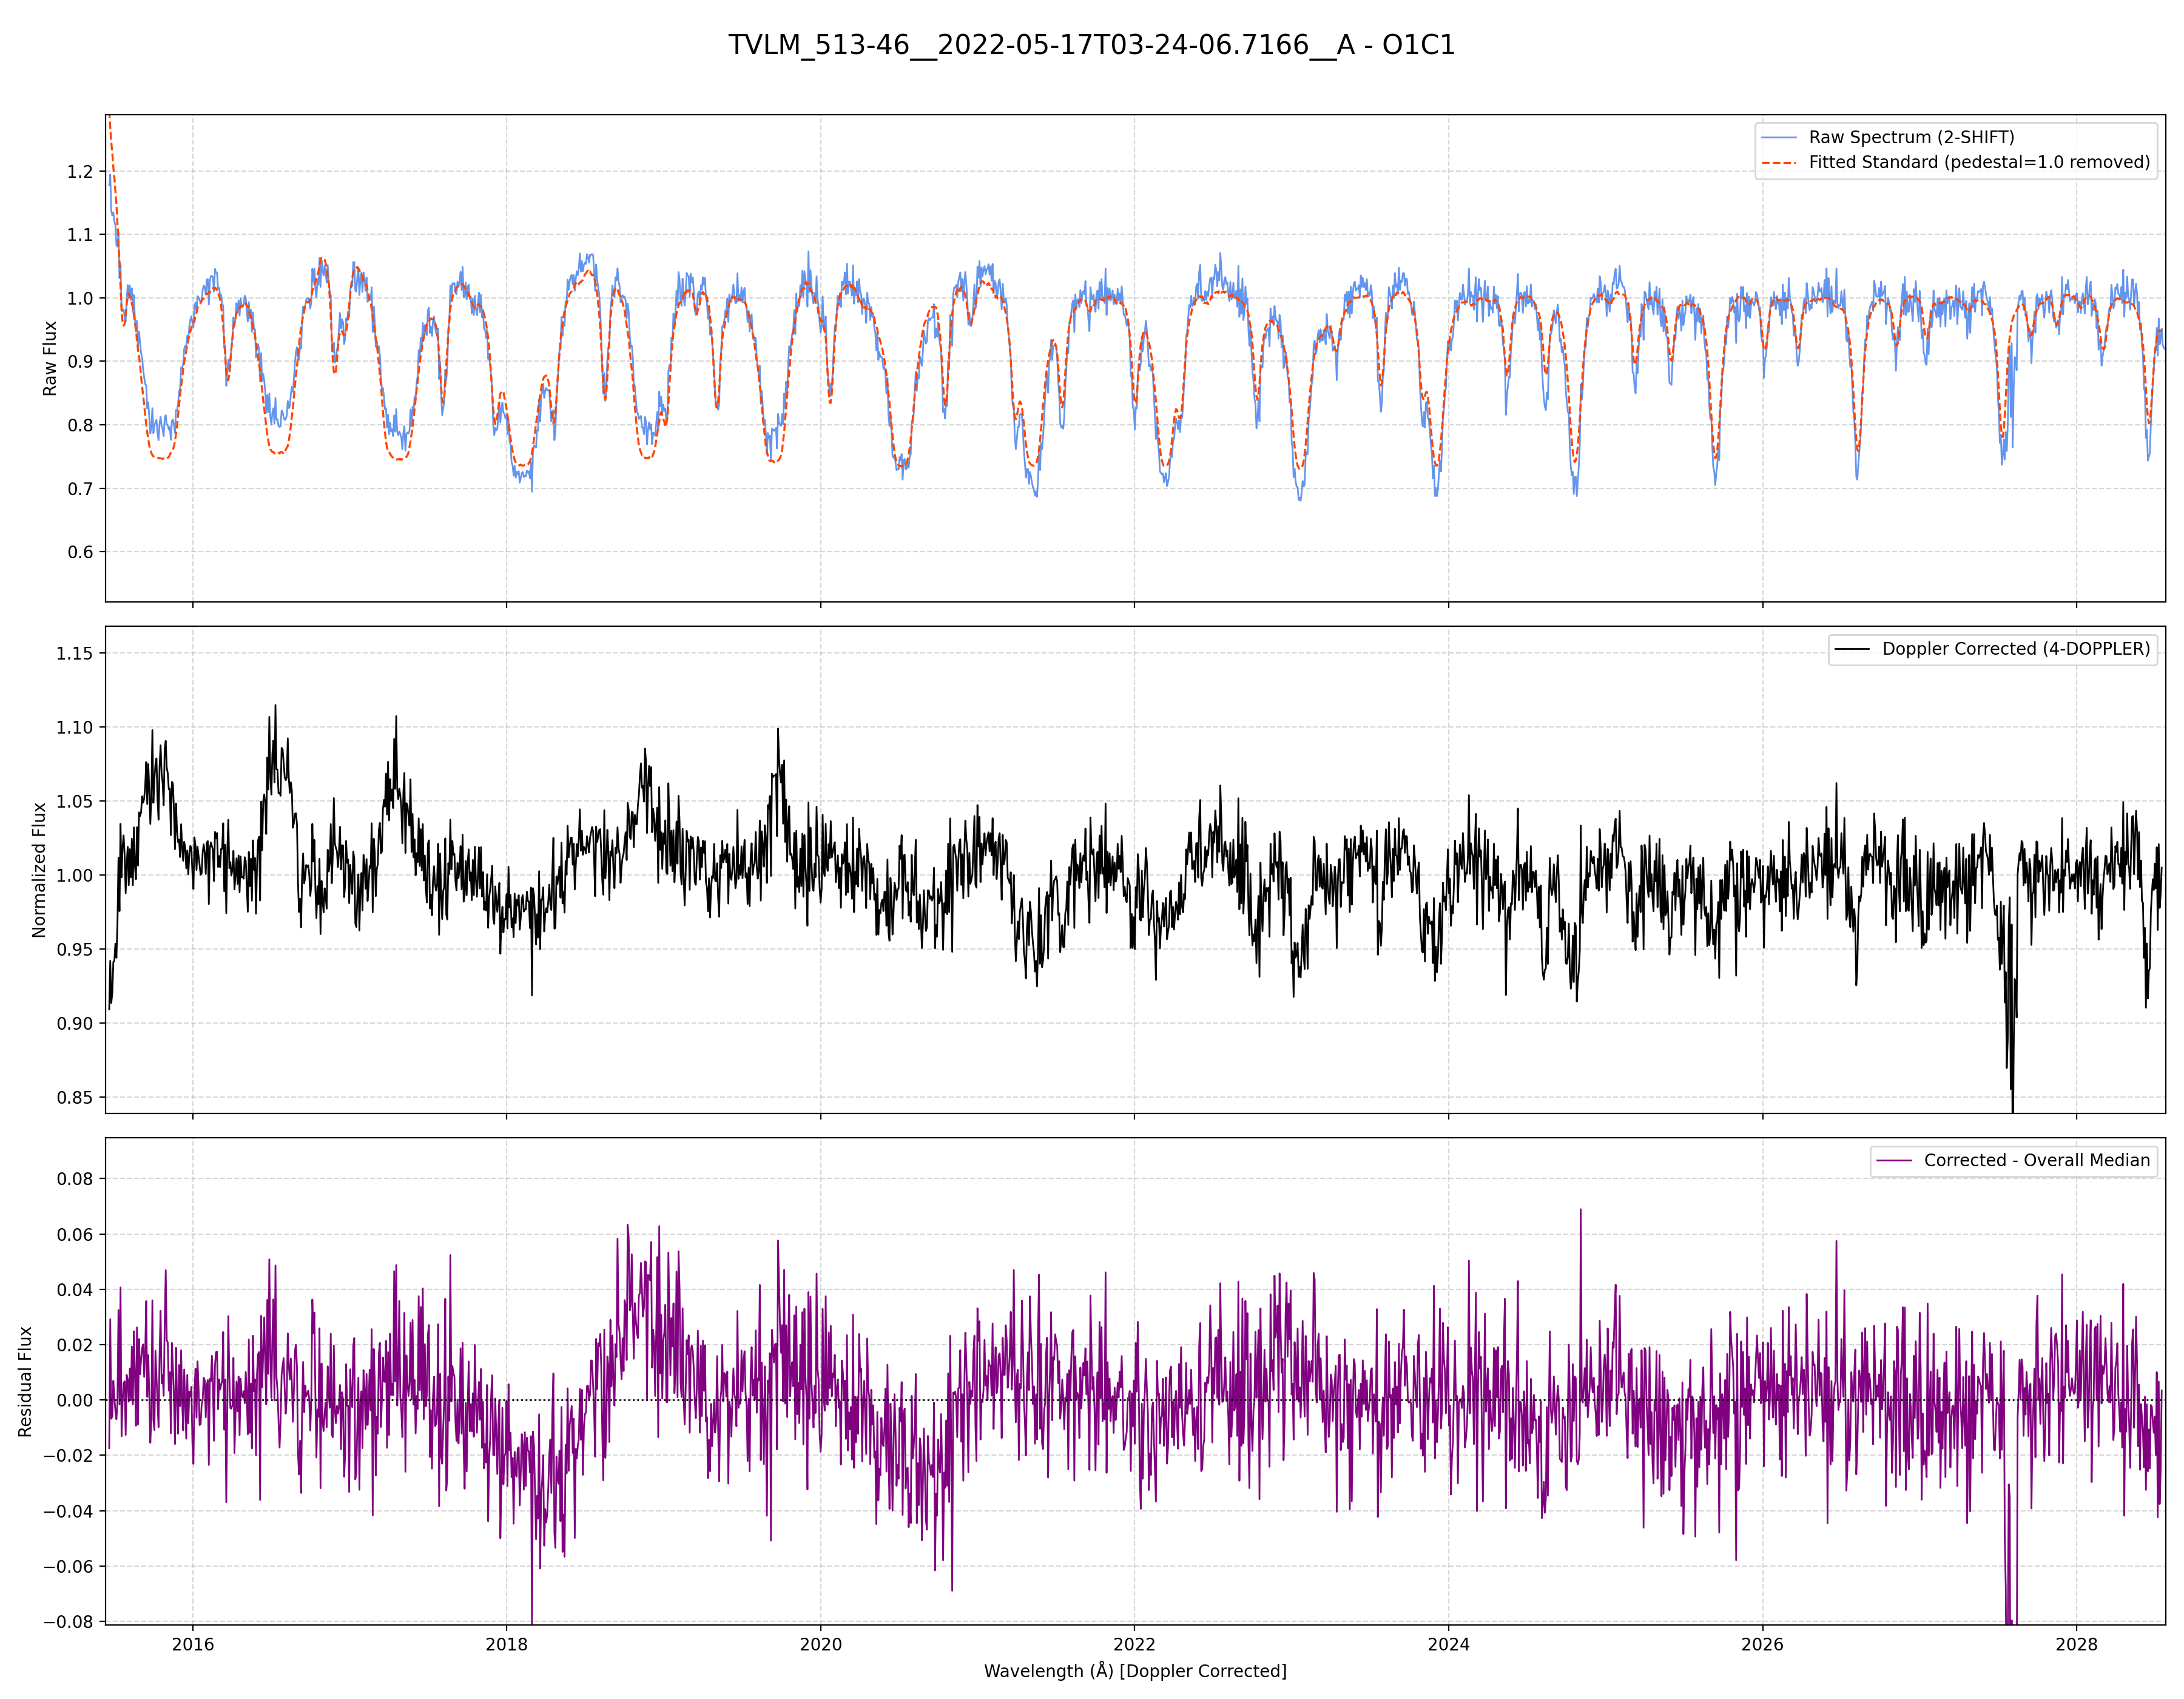 TVLM_513-46__2022-05-17T03-24-06.7166__A - O1C1
Raw Spectrum (2-SHIFT)
Fitted Standard (pedestal=1.0 removed)
Raw Flux
1.2
1.1
1.0
0.9
0.8
0.7
0.6
Doppler Corrected (4-DOPPLER)
Normalized Flux
1.15
1.10
1.05
1.00
0.95
0.90
0.85
Corrected - Overall Median
Residual Flux
0.08
0.06
0.04
0.02
0.00
−0.02
−0.04
−0.06
−0.08
2016 2018 2020 2022 2024 2026 2028
Wavelength (Å) [Doppler Corrected]